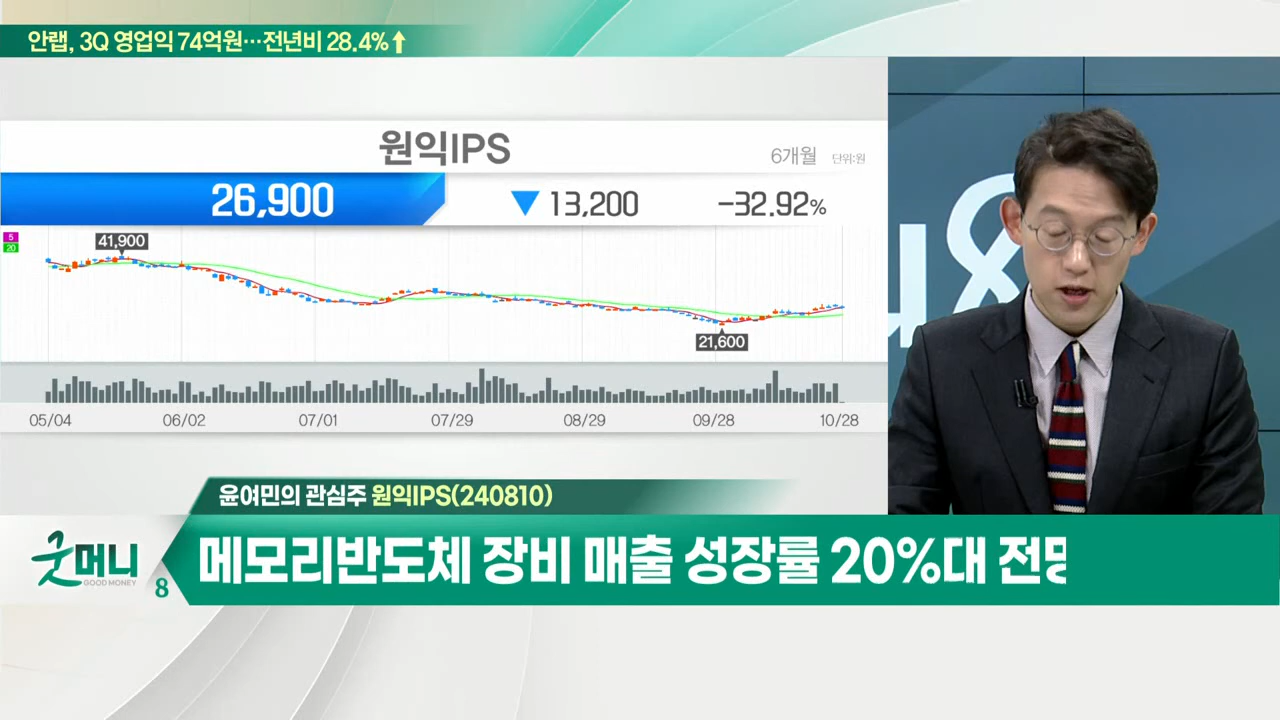 안랩, 3Q 영업익 74억원…전년비 28.4%⬆
원익IPS
6개월 단위:원
26,900 ▼ 13,200 -32.92%
5
20
41,900
21,600
05/04 06/02 07/01 07/29 08/29 09/28 10/28
윤여민의 관심주 원익IPS(240810)
굿머니
GOOD MONEY
8
메모리반도체 장비 매출 성장률 20%대 전